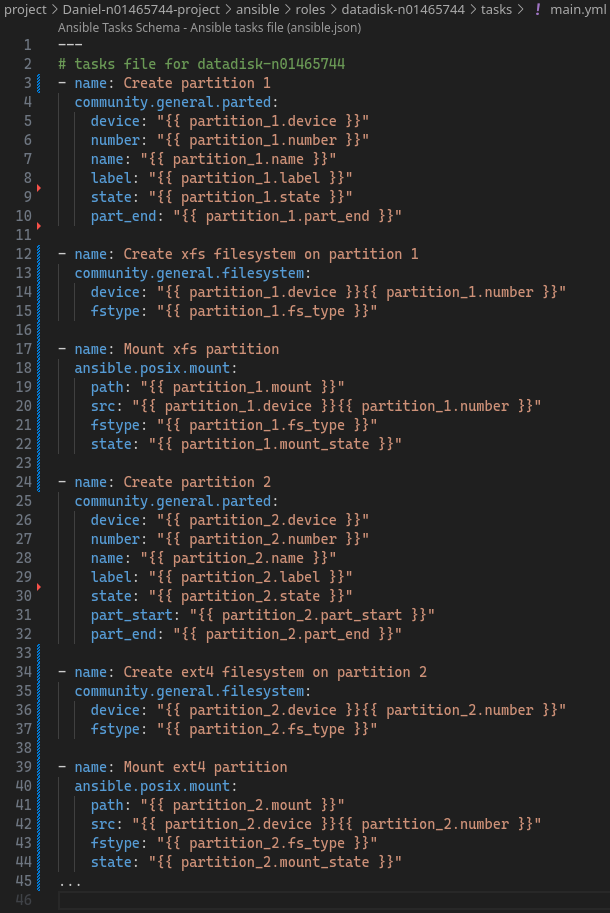 project > Daniel-n01465744-project > ansible > roles > datadisk-n01465744 > tasks > ! main.yml
Ansible Tasks Schema - Ansible tasks file (ansible.json)
1 ---
2 # tasks file for datadisk-n01465744
3 - name: Create partition 1
4   community.general.parted:
5     device: "{{ partition_1.device }}"
6     number: "{{ partition_1.number }}"
7     name: "{{ partition_1.name }}"
8     label: "{{ partition_1.label }}"
9     state: "{{ partition_1.state }}"
10     part_end: "{{ partition_1.part_end }}"
11
12 - name: Create xfs filesystem on partition 1
13   community.general.filesystem:
14     device: "{{ partition_1.device }}{{ partition_1.number }}"
15     fstype: "{{ partition_1.fs_type }}"
16
17 - name: Mount xfs partition
18   ansible.posix.mount:
19     path: "{{ partition_1.mount }}"
20     src: "{{ partition_1.device }}{{ partition_1.number }}"
21     fstype: "{{ partition_1.fs_type }}"
22     state: "{{ partition_1.mount_state }}"
23
24 - name: Create partition 2
25   community.general.parted:
26     device: "{{ partition_2.device }}"
27     number: "{{ partition_2.number }}"
28     name: "{{ partition_2.name }}"
29     label: "{{ partition_2.label }}"
30     state: "{{ partition_2.state }}"
31     part_start: "{{ partition_2.part_start }}"
32     part_end: "{{ partition_2.part_end }}"
33
34 - name: Create ext4 filesystem on partition 2
35   community.general.filesystem:
36     device: "{{ partition_2.device }}{{ partition_2.number }}"
37     fstype: "{{ partition_2.fs_type }}"
38
39 - name: Mount ext4 partition
40   ansible.posix.mount:
41     path: "{{ partition_2.mount }}"
42     src: "{{ partition_2.device }}{{ partition_2.number }}"
43     fstype: "{{ partition_2.fs_type }}"
44     state: "{{ partition_2.mount_state }}"
45 ...
46